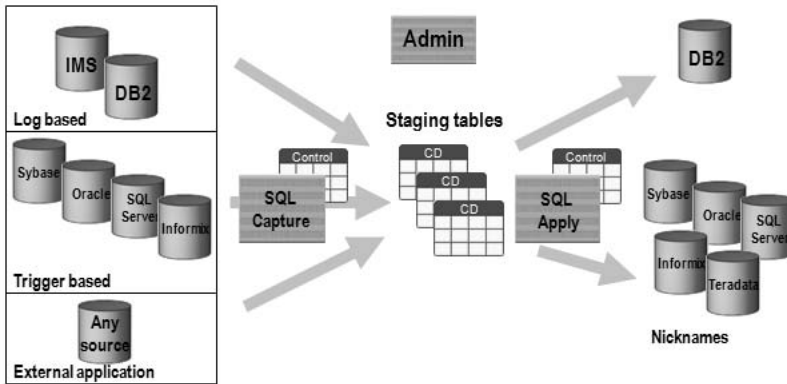 IMS
DB2
Log based
Sybase
Oracle
SQL
Server
Informix
Trigger based
Any
source
External application
Control
SQL
Capture
Admin
Staging tables
CD
CD
CD
Control
SQL
Apply
DB2
Sybase
Oracle
SQL
Server
Informix
Teradata
Nicknames